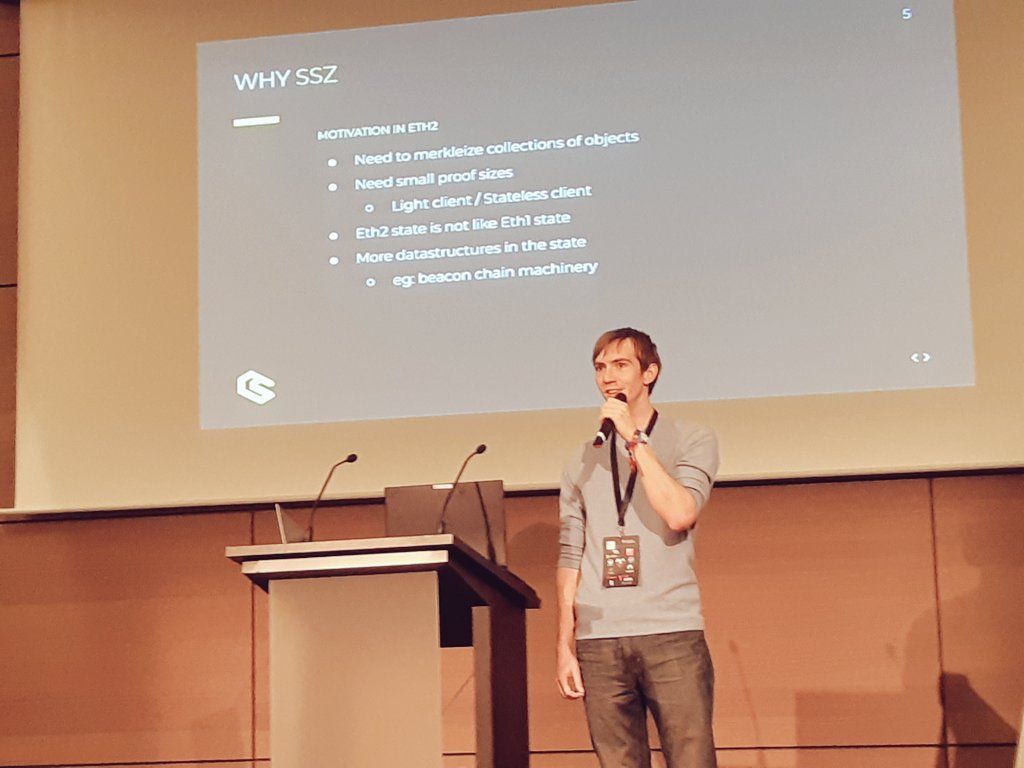 5
WHY SSZ
MOTIVATION IN ETH2
● Need to merkleize collections of objects
● Need small proof sizes
○ Light client / Stateless client
● Eth2 state is not like Eth1 state
● More datastructures in the state
○ eg: beacon chain machinery
<>